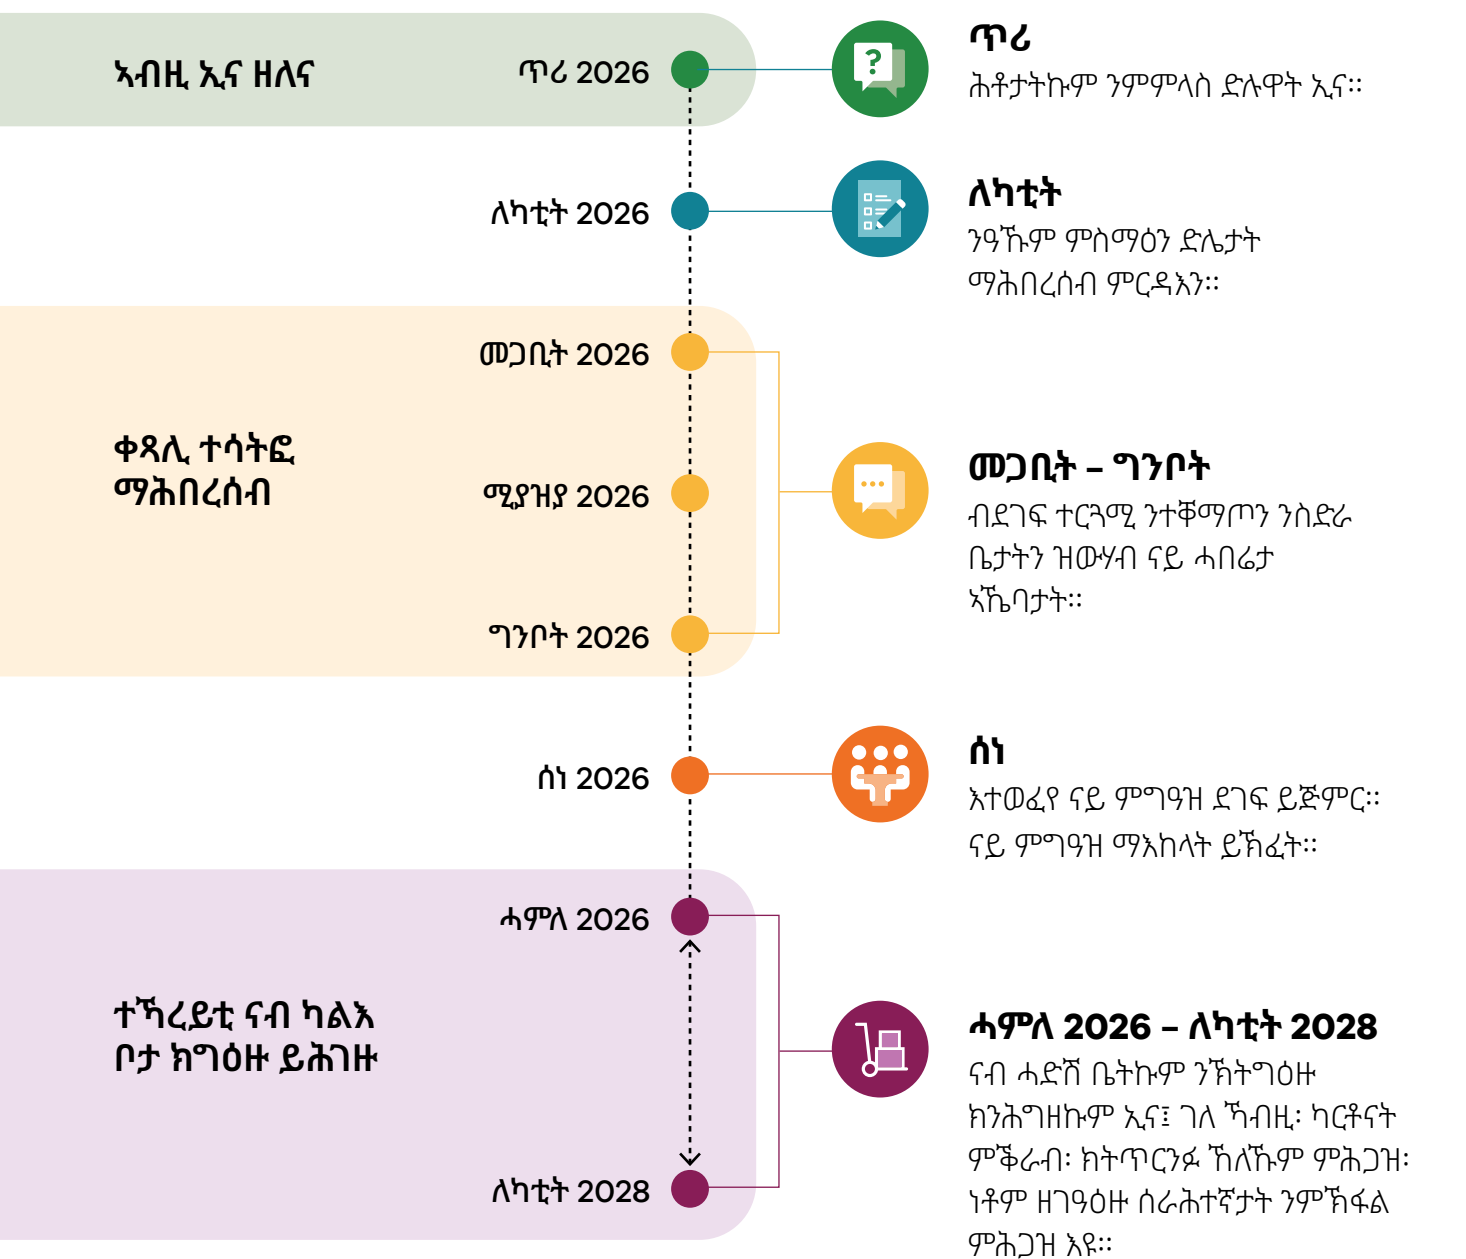 ኣብዚ ኢና ዘለና
ጥሪ 2026
ጥሪ
ሕቶታትኩም ንምምላስ ድሉዋት ኢና።
ለካቲት 2026
ለካቲት
ንዓኹም ምስማዕን ድሌታት
ማሕበረሰብ ምርዳእን።
ቀጻሊ ተሳትፎ
ማሕበረሰብ
መጋቢት 2026
ሚያዝያ 2026
ግንቦት 2026
መጋቢት – ግንቦት
ብደገፍ ተርጓሚ ንተቐማጦን ንስድራ
ቤታትን ዝውሃብ ናይ ሓበሬታ
ኣኼባታት።
ሰነ 2026
ሰነ
እተወፈየ ናይ ምግዓዝ ደገፍ ይጅምር።
ናይ ምግዓዝ ማእከላት ይኽፈት።
ተኻረይቲ ናብ ካልእ
ቦታ ክግዕዙ ይሕገዙ
ሓምለ 2026
ለካቲት 2028
ሓምለ 2026 – ለካቲት 2028
ናብ ሓድሽ ቤትኩም ንኽትግዕዙ
ክንሕግዘኩም ኢና፤ ገለ ኻብዚ፡ ካርቶናት
ምቕራብ፡ ክትጥርንፉ ኸለኹም ምሕጋዝ፡
ነቶም ዘገዓዕዙ ሰራሕተኛታት ንምኽፋል
ምሕጋዝ እዩ።